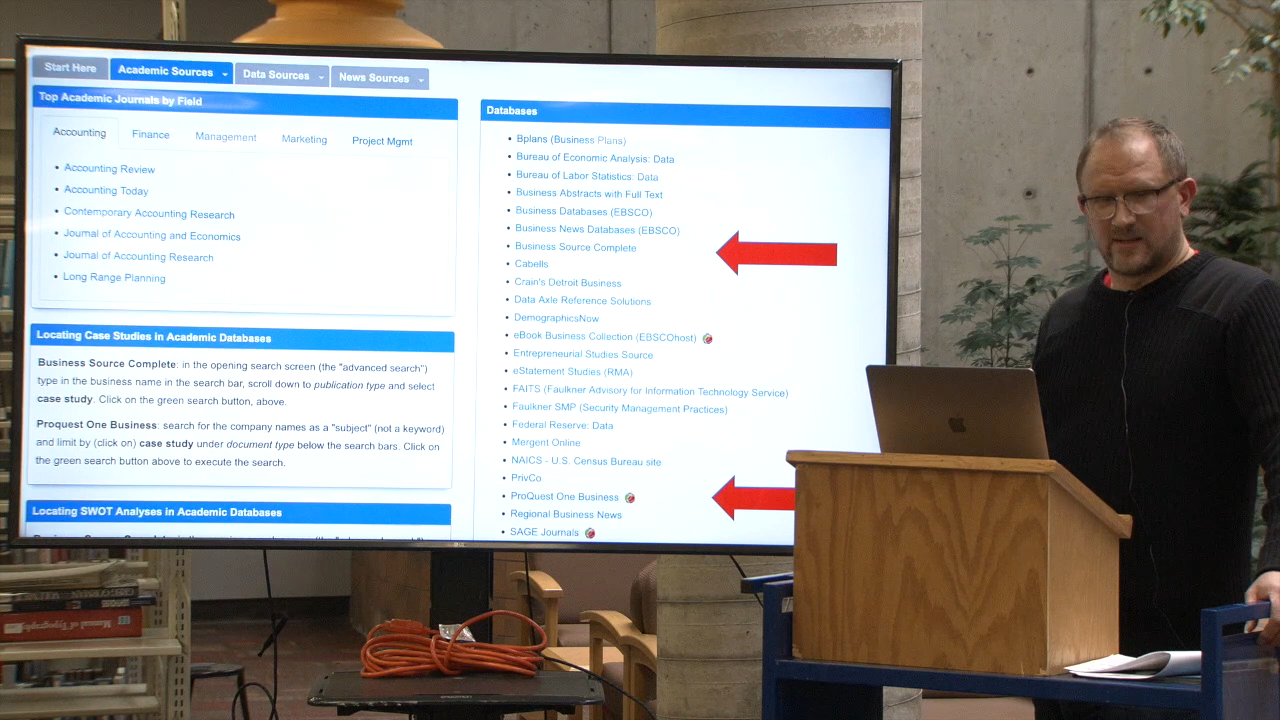 Start Here
Academic Sources
Data Sources
News Sources
Top Academic Journals by Field
Accounting
Finance
Management
Marketing
Project Mgmt
Accounting Review
Accounting Today
Contemporary Accounting Research
Journal of Accounting and Economics
Journal of Accounting Research
Long Range Planning
Locating Case Studies in Academic Databases
Business Source Complete: in the opening search screen (the "advanced search")
type in the business name in the search bar, scroll down to publication type and select
case study. Click on the green search button, above.
Proquest One Business: search for the company names as a "subject" (not a keyword)
and limit by (click on) case study under document type below the search bars. Click on
the green search button above to execute the search.
Locating SWOT Analyses in Academic Databases
Databases
Bplans (Business Plans)
Bureau of Economic Analysis: Data
Bureau of Labor Statistics: Data
Business Abstracts with Full Text
Business Databases (EBSCO)
Business News Databases (EBSCO)
Business Source Complete
Cabells
Crain's Detroit Business
Data Axle Reference Solutions
DemographicsNow
eBook Business Collection (EBSCOhost)
Entrepreneurial Studies Source
eStatement Studies (RMA)
FAITS (Faulkner Advisory for Information Technology Service)
Faulkner SMP (Security Management Practices)
Federal Reserve: Data
Mergent Online
NAICS - U.S. Census Bureau site
PrivCo
ProQuest One Business
Regional Business News
SAGE Journals
Manual of Typography